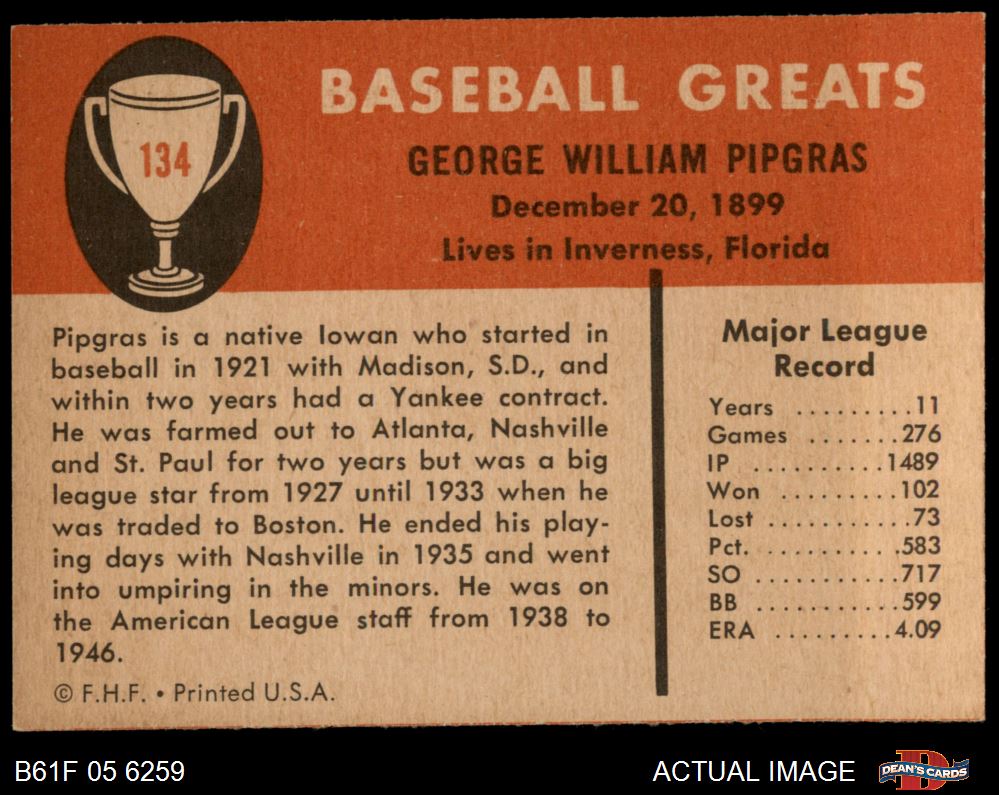 134
BASEBALL GREATS
GEORGE WILLIAM PIPGRAS
December 20, 1899
Lives in Inverness, Florida
Pipgras is a native Iowan who started in
baseball in 1921 with Madison, S.D., and
within two years had a Yankee contract.
He was farmed out to Atlanta, Nashville
and St. Paul for two years but was a big
league star from 1927 until 1933 when he
was traded to Boston. He ended his play-
ing days with Nashville in 1935 and went
into umpiring in the minors. He was on
the American League staff from 1938 to
1946.
© F.H.F. • Printed U.S.A.
Major League
Record
Years .........11
Games .......276
IP ..........1489
Won .........102
Lost ..........73
Pct. ..........583
SO ..........717
BB ..........599
ERA .........4.09
B61F 05 6259
ACTUAL IMAGE
D
DEAN'S CARDS